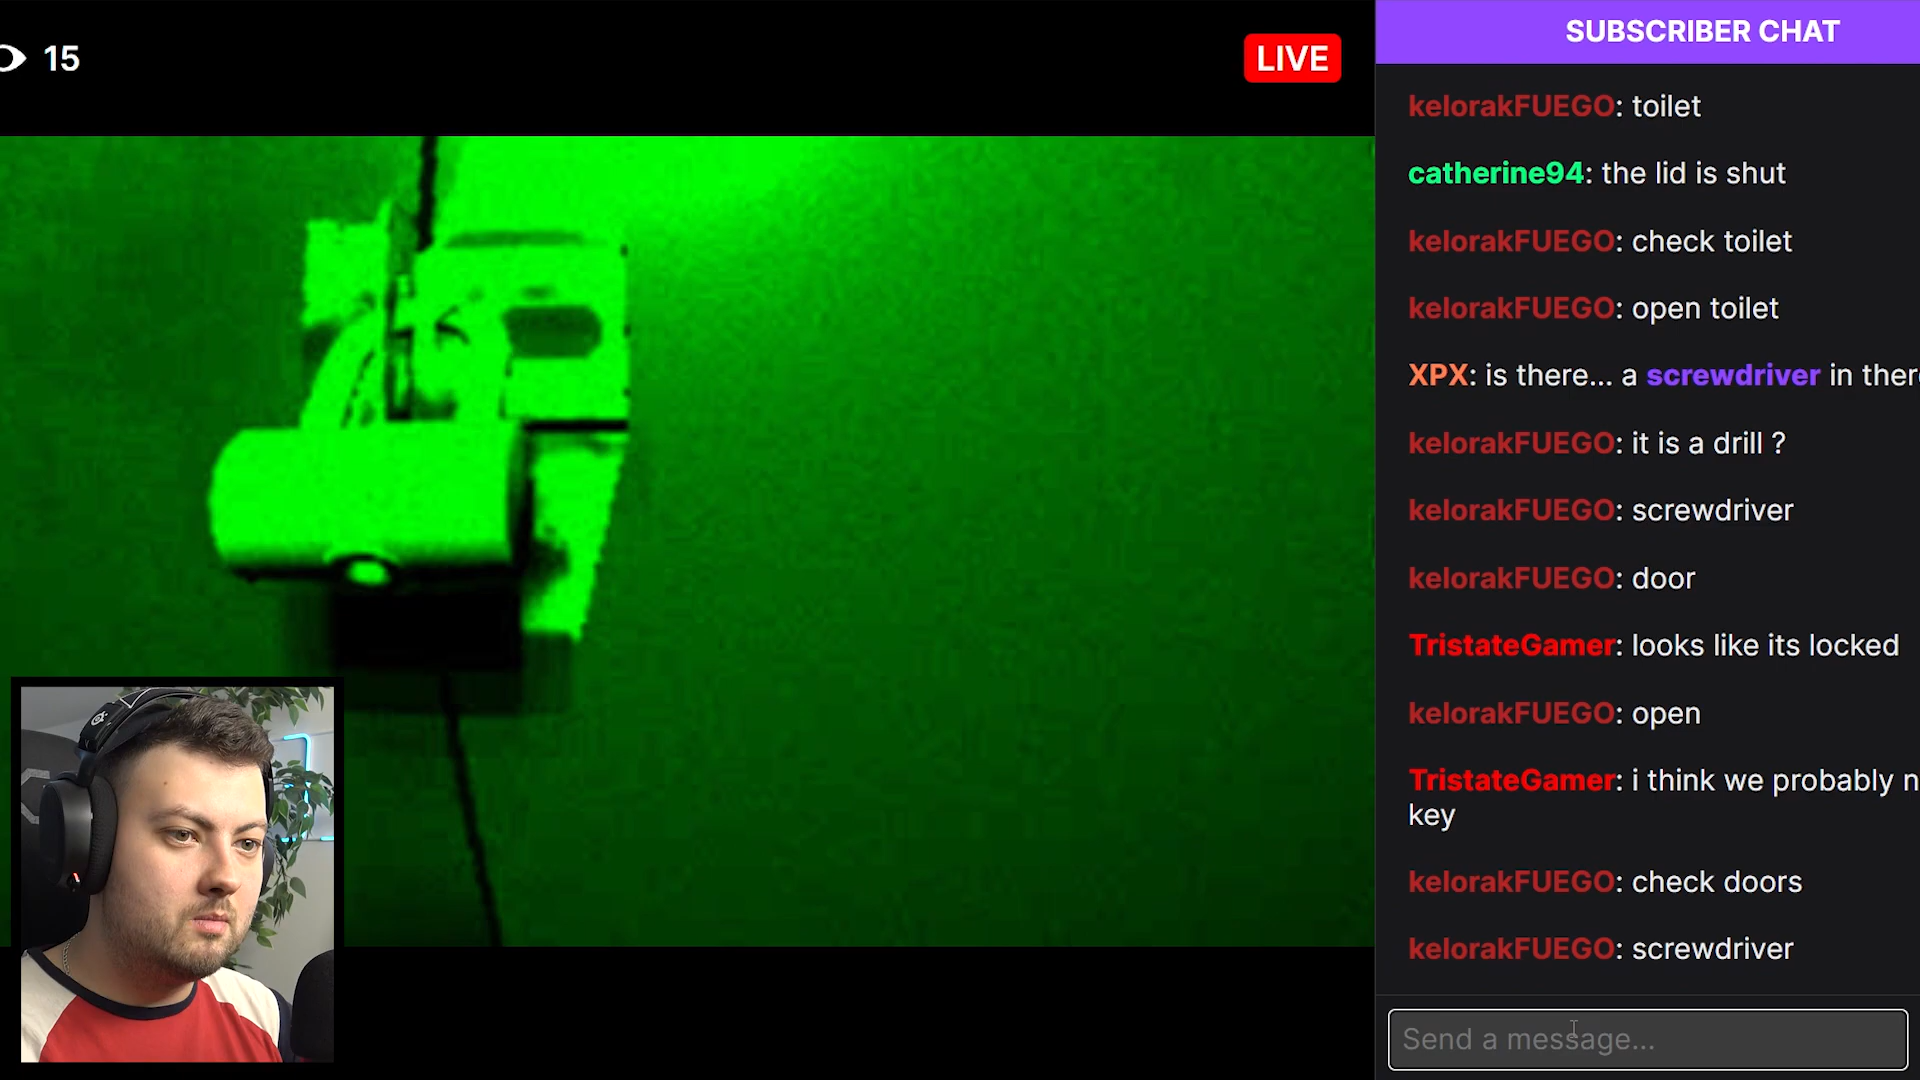 15
LIVE
SUBSCRIBER CHAT
kelorakFUEGO: toilet
catherine94: the lid is shut
kelorakFUEGO: check toilet
kelorakFUEGO: open toilet
XPX: is there... a screwdriver in
kelorakFUEGO: it is a drill ?
kelorakFUEGO: screwdriver
kelorakFUEGO: door
TristateGamer: looks like its locked
kelorakFUEGO: open
TristateGamer: i think we probably
key
kelorakFUEGO: check doors
kelorakFUEGO: screwdriver
Send a message...